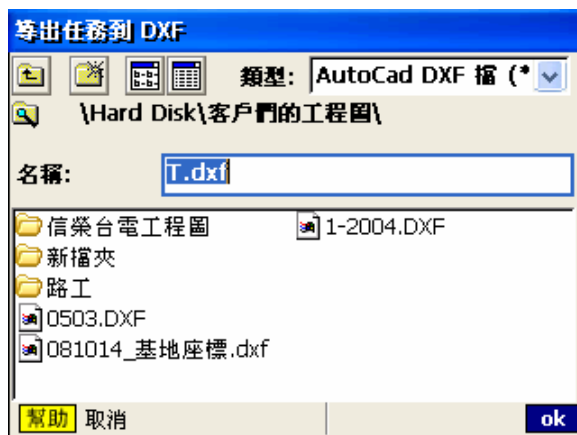 導出任務到 DXF
類型: AutoCad DXF 檔 (*
\Hard Disk\客戶們的工程圖\
名稱: T.dxf
信榮台電工程圖 1-2004.DXF
新檔夾
路工
0503.DXF
081014_基地座標.dxf
幫助 取消 ok